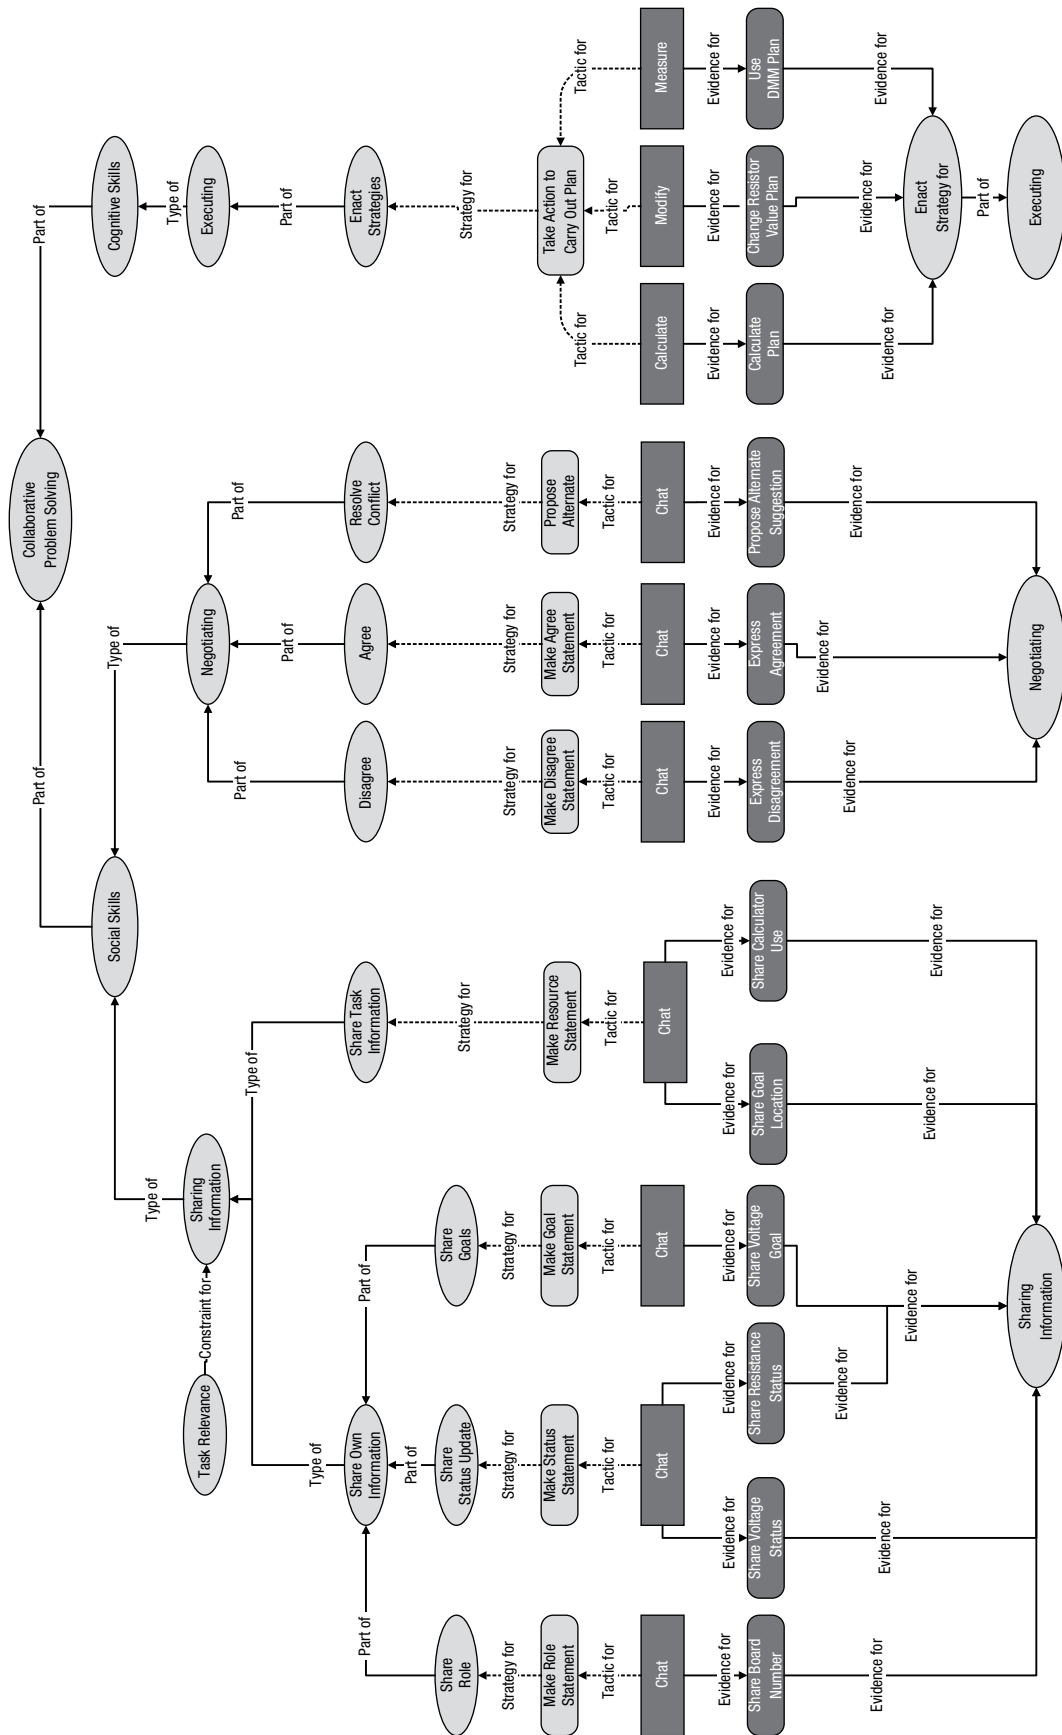 Collaborative
Problem Solving
Part of
Part of
Social Skills
Cognitive Skills
Type of
Type of
Type of
Task Relevance
Constraint for
Sharing
Information
Negotiating
Executing
Type of
Type of
Part of
Part of
Part of
Part of
Share Own
Information
Share Task
Information
Disagree
Agree
Resolve
Conflict
Enact
Strategies
Part of
Part of
Part of
Share
Role
Share
Status Update
Share
Goals
Strategy for
Strategy for
Strategy for
Strategy for
Strategy for
Strategy for
Strategy for
Strategy for
Make Role
Statement
Make Status
Statement
Make Goal
Statement
Make Resource
Statement
Make Disagree
Statement
Make Agree
Statement
Propose
Alternate
Take Action to
Carry Out Plan
Tactic for
Tactic for
Tactic for
Tactic for
Tactic for
Tactic for
Tactic for
Tactic for
Tactic for
Tactic for
Chat
Chat
Chat
Chat
Chat
Chat
Chat
Calculate
Modify
Measure
Evidence for
Evidence for
Evidence for
Evidence for
Evidence for
Evidence for
Evidence for
Evidence for
Evidence for
Evidence for
Evidence for
Evidence for
Share Board
Number
Share Voltage
Status
Share Resistance
Status
Share Voltage
Goal
Share Goal
Location
Share Calculator
Use
Express
Disagreement
Express
Agreement
Propose Alternate
Suggestion
Calculate
Plan
Change Resistor
Value Plan
Use
DMM Plan
Evidence for
Evidence for
Evidence for
Evidence for
Evidence for
Evidence for
Evidence for
Evidence for
Evidence for
Evidence for
Evidence for
Evidence for
Enact
Strategy for
Part of
Sharing
Information
Negotiating
Executing